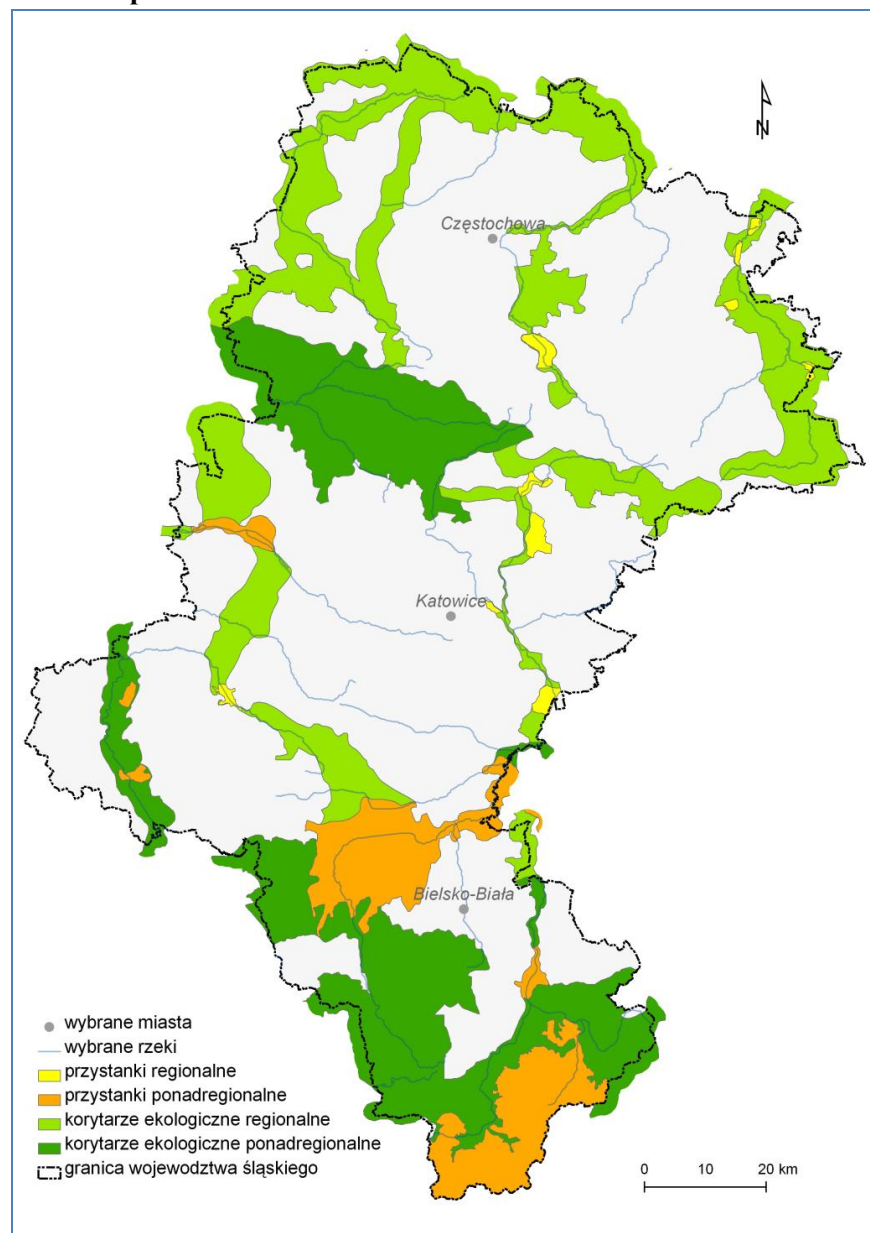 N
Częstochowa
Katowice
Bielsko-Biała
wybrane miasta
wybrane rzeki
przystanki regionalne
przystanki ponadregionalne
korytarze ekologiczne regionalne
korytarze ekologiczne ponadregionalne
granica wojewodztwa śląskiego
0 10 20 km